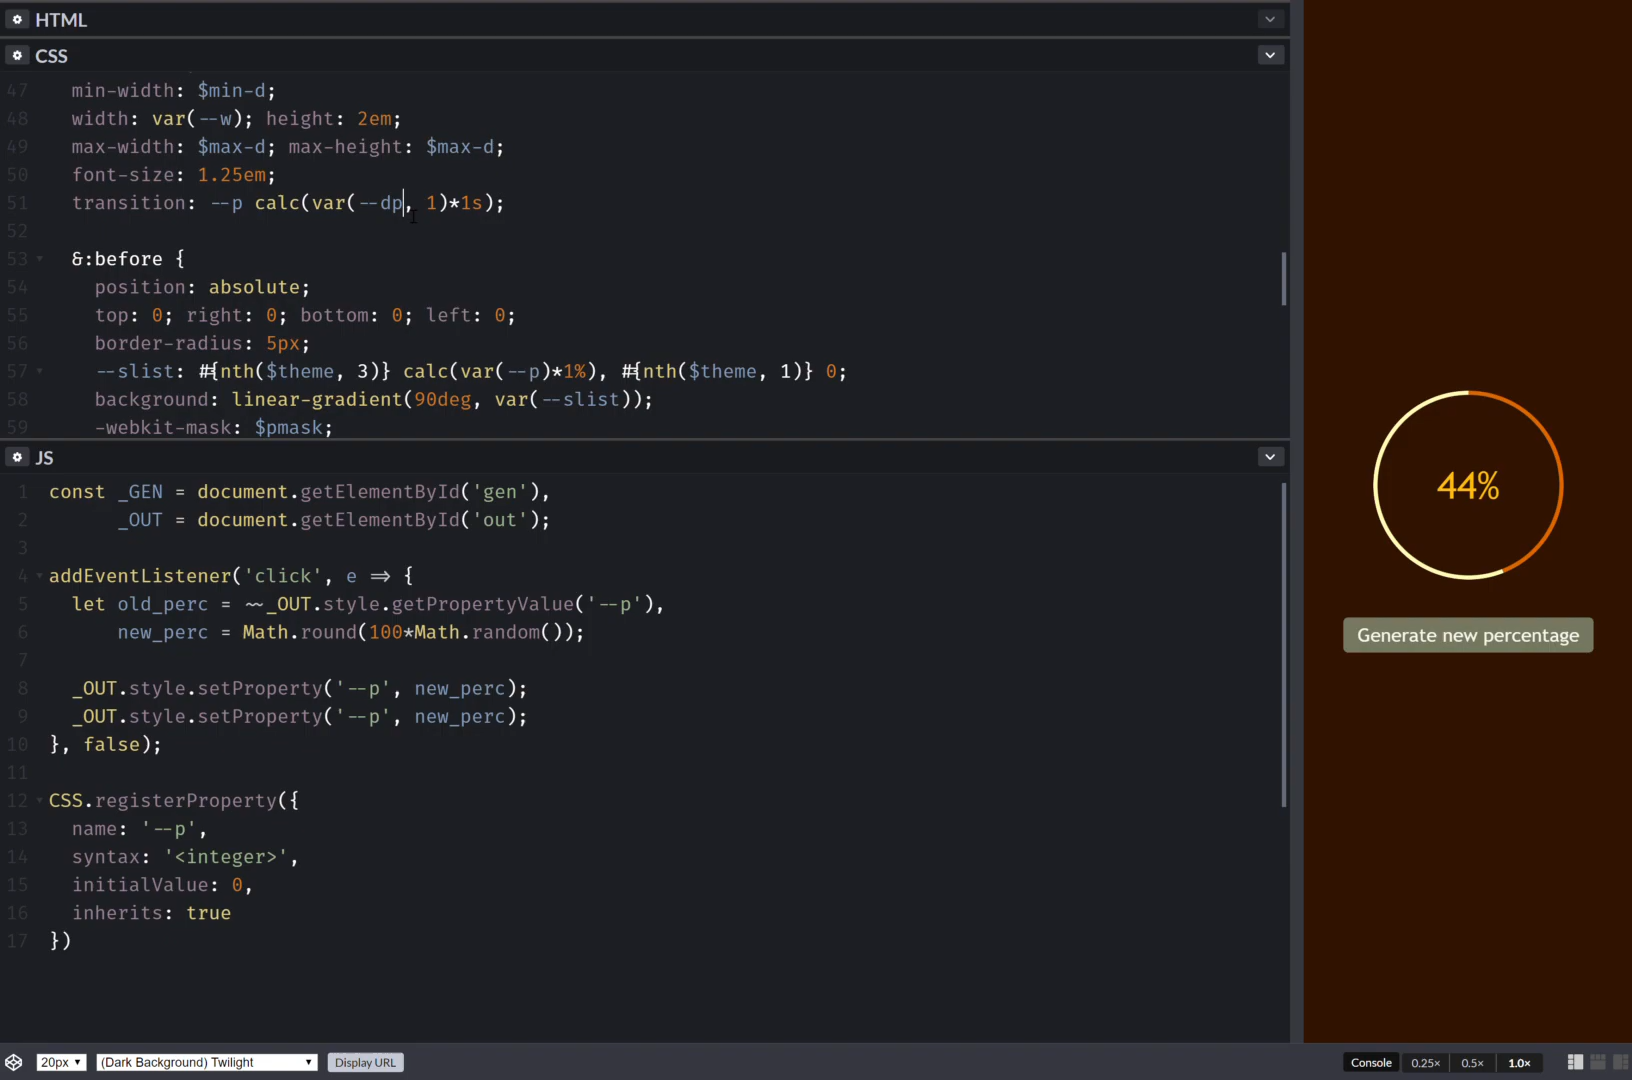 HTML
CSS
47 min-width: $min-d;
48 width: var(--w); height: 2em;
49 max-width: $max-d; max-height: $max-d;
50 font-size: 1.25em;
51 transition: --p calc(var(--dp, 1)*1s);
52
53 &:before {
54 position: absolute;
55 top: 0; right: 0; bottom: 0; left: 0;
56 border-radius: 5px;
57 --slist: #{nth($theme, 3)} calc(var(--p)*1%), #{nth($theme, 1)} 0;
58 background: linear-gradient(90deg, var(--slist));
59 -webkit-mask: $pmask;
JS
1 const _GEN = document.getElementById('gen'),
2 _OUT = document.getElementById('out');
3
4 addEventListener('click', e => {
5 let old_perc = ~~_OUT.style.getPropertyValue('--p'),
6 new_perc = Math.round(100*Math.random());
7
8 _OUT.style.setProperty('--p', new_perc);
9 _OUT.style.setProperty('--p', new_perc);
10 }, false);
11
12 CSS.registerProperty({
13 name: '--p',
14 syntax: '<integer>',
15 initialValue: 0,
16 inherits: true
17 })
44%
Generate new percentage
20px (Dark Background) Twilight Display URL Console 0.25× 0.5× 1.0×